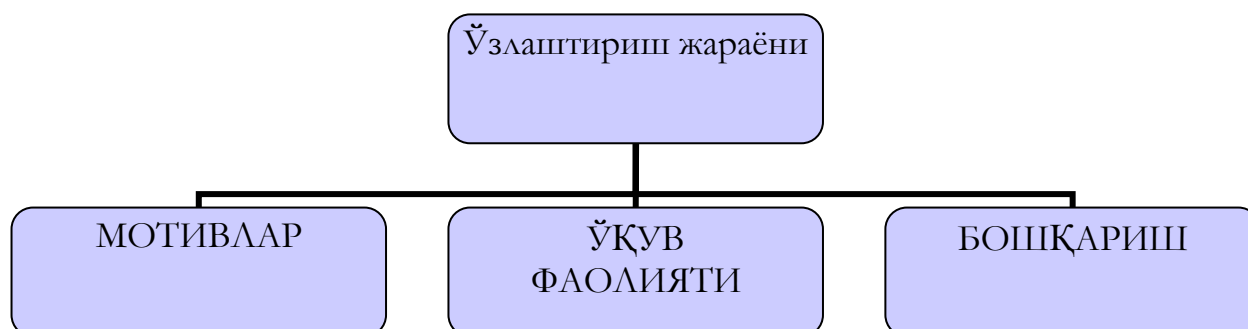 Ўзлаштириш жараёни
МОТИВЛАР
ЎҚУВ
ФАОЛИЯТИ
БОШҚАРИШ